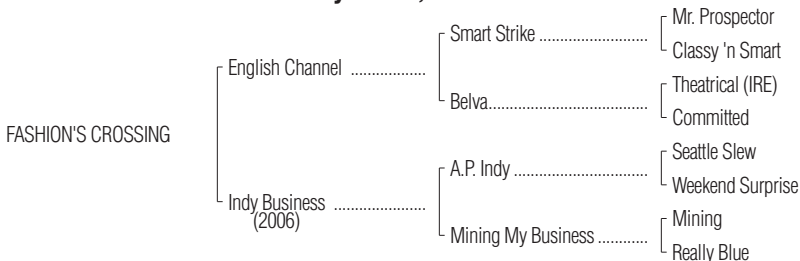 Mr. Prospector
Smart Strike ..........................
Classy 'n Smart
English Channel ..................
Theatrical (IRE)
Belva......................................
Committed
FASHION'S CROSSING
Seattle Slew
A.P. Indy ................................
Weekend Surprise
Indy Business ......................
(2006)
Mining
Mining My Business ............
Really Blue